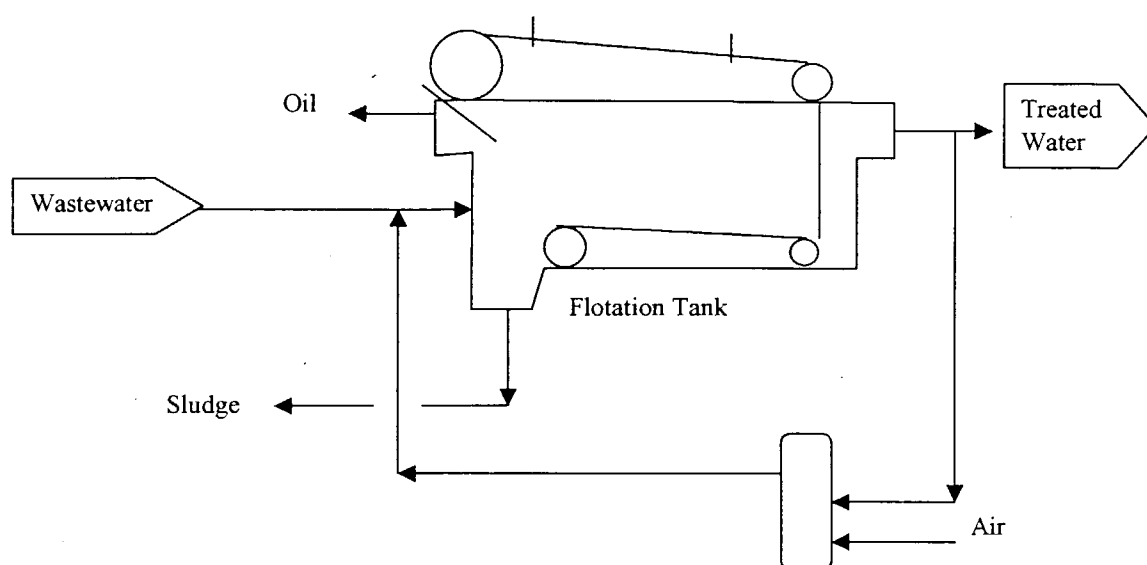 Oil
Treated
Water
Wastewater
Flotation Tank
Sludge
Air